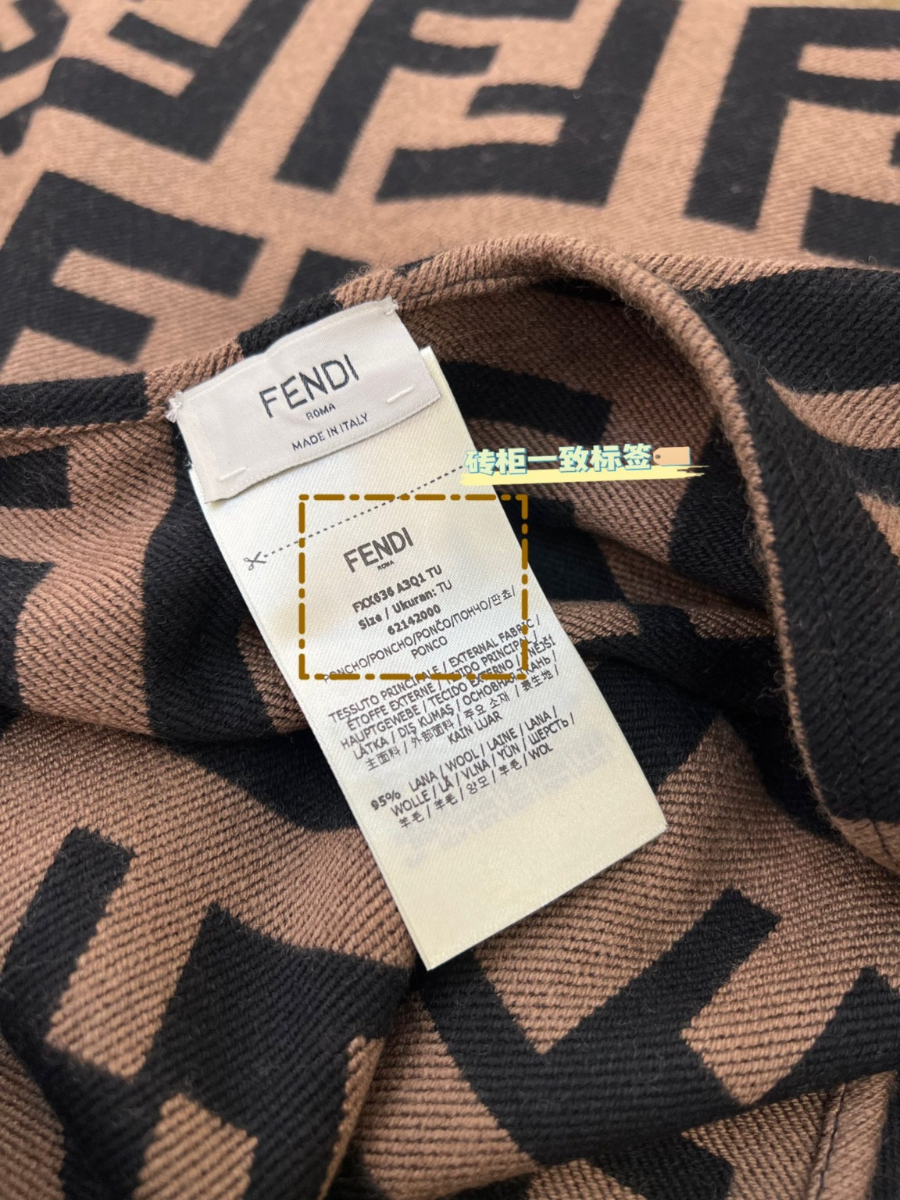 FENDI
ROMA
MADE IN ITALY
砖柜一致标签
FENDI
ROMA
FXX636 A3Q1 TU
Size / Ukuran: TU
62142000
PONCHO/PONCHO/PONČO/ПОНЧО/판쵸/
PONCO
TESSUTO PRINCIPALE / EXTERNAL FABRIC /
ÉTOFFE EXTERNE / TECIDO PRINCIPAL /
HAUPTGEWEBE / TECIDO EXTERNO /
LÁTKA / DIŞ KUMAŞ / ОСНОВНАЯ ТКАНЬ /
主面料 / 外部面料 / 주요 소재 / 表生地 /
KAIN LUAR
95% LANA / WOOL / LAINE / LANA /
WOLLE / LÃ / VLNA / YÜN / ШЕРСТЬ /
羊毛 / 羊毛 / 양모 / 羊毛 / WOL